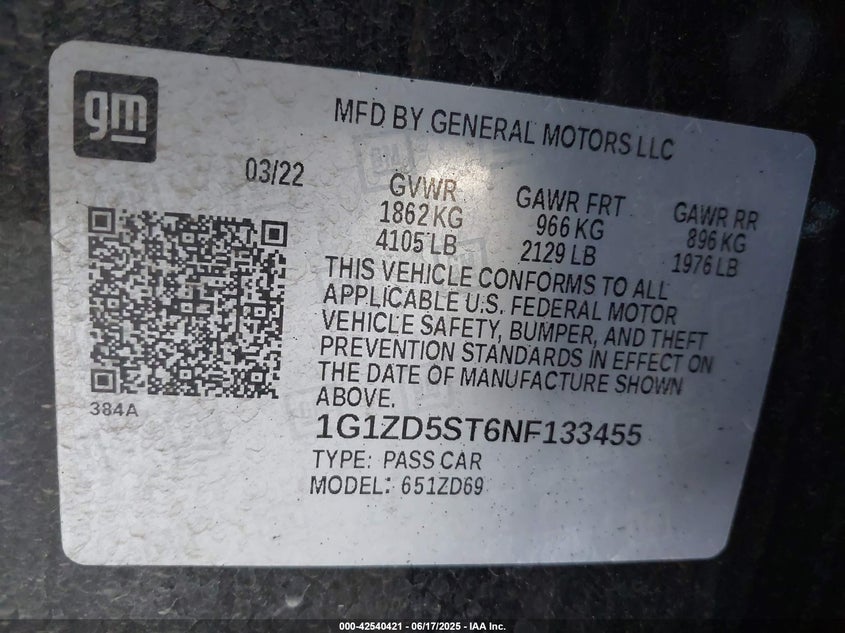 gm
MFD BY GENERAL MOTORS LLC
03/22
GVWR
1862 KG
4105 LB
GAWR FRT
966 KG
2129 LB
GAWR RR
896 KG
1976 LB
THIS VEHICLE CONFORMS TO ALL
APPLICABLE U.S. FEDERAL MOTOR
VEHICLE SAFETY, BUMPER, AND THEFT
PREVENTION STANDARDS IN EFFECT ON
THE DATE OF MANUFACTURE SHOWN
ABOVE.
384A
1G1ZD5ST6NF133455
TYPE: PASS CAR
MODEL: 651ZD69
000-42540421 - 06/17/2025 - IAA Inc.